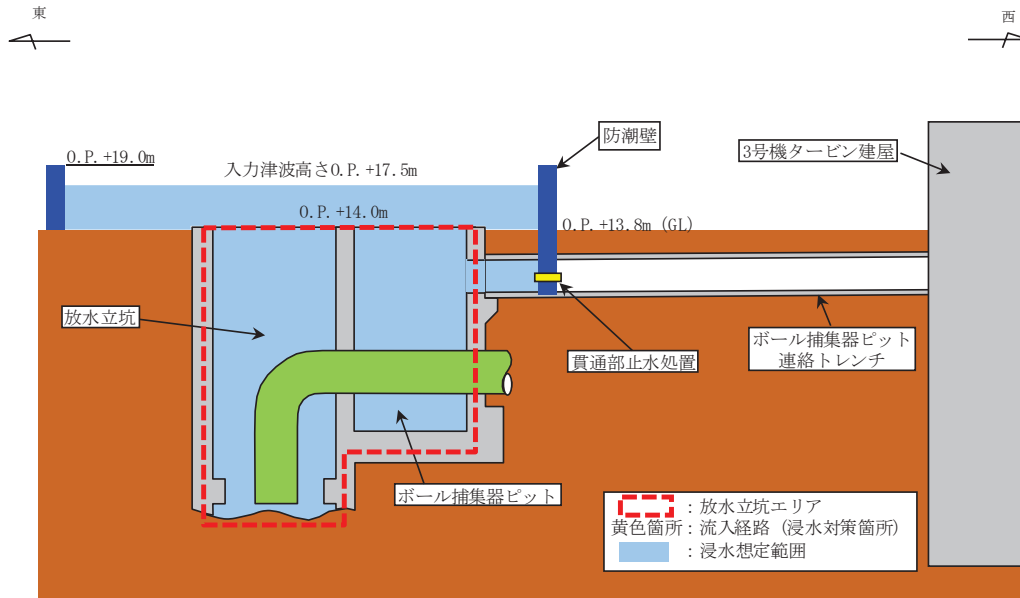 東
西
防潮壁
3号機タービン建屋
O.P.+19.0m
入力津波高さO.P.+17.5m
O.P.+14.0m
O.P.+13.8m (GL)
放水立坑
貫通部止水処置
ボール捕集器ピット
連絡トレンチ
ボール捕集器ピット
:放水立坑エリア
黄色箇所:流入経路(浸水対策箇所)
:浸水想定範囲